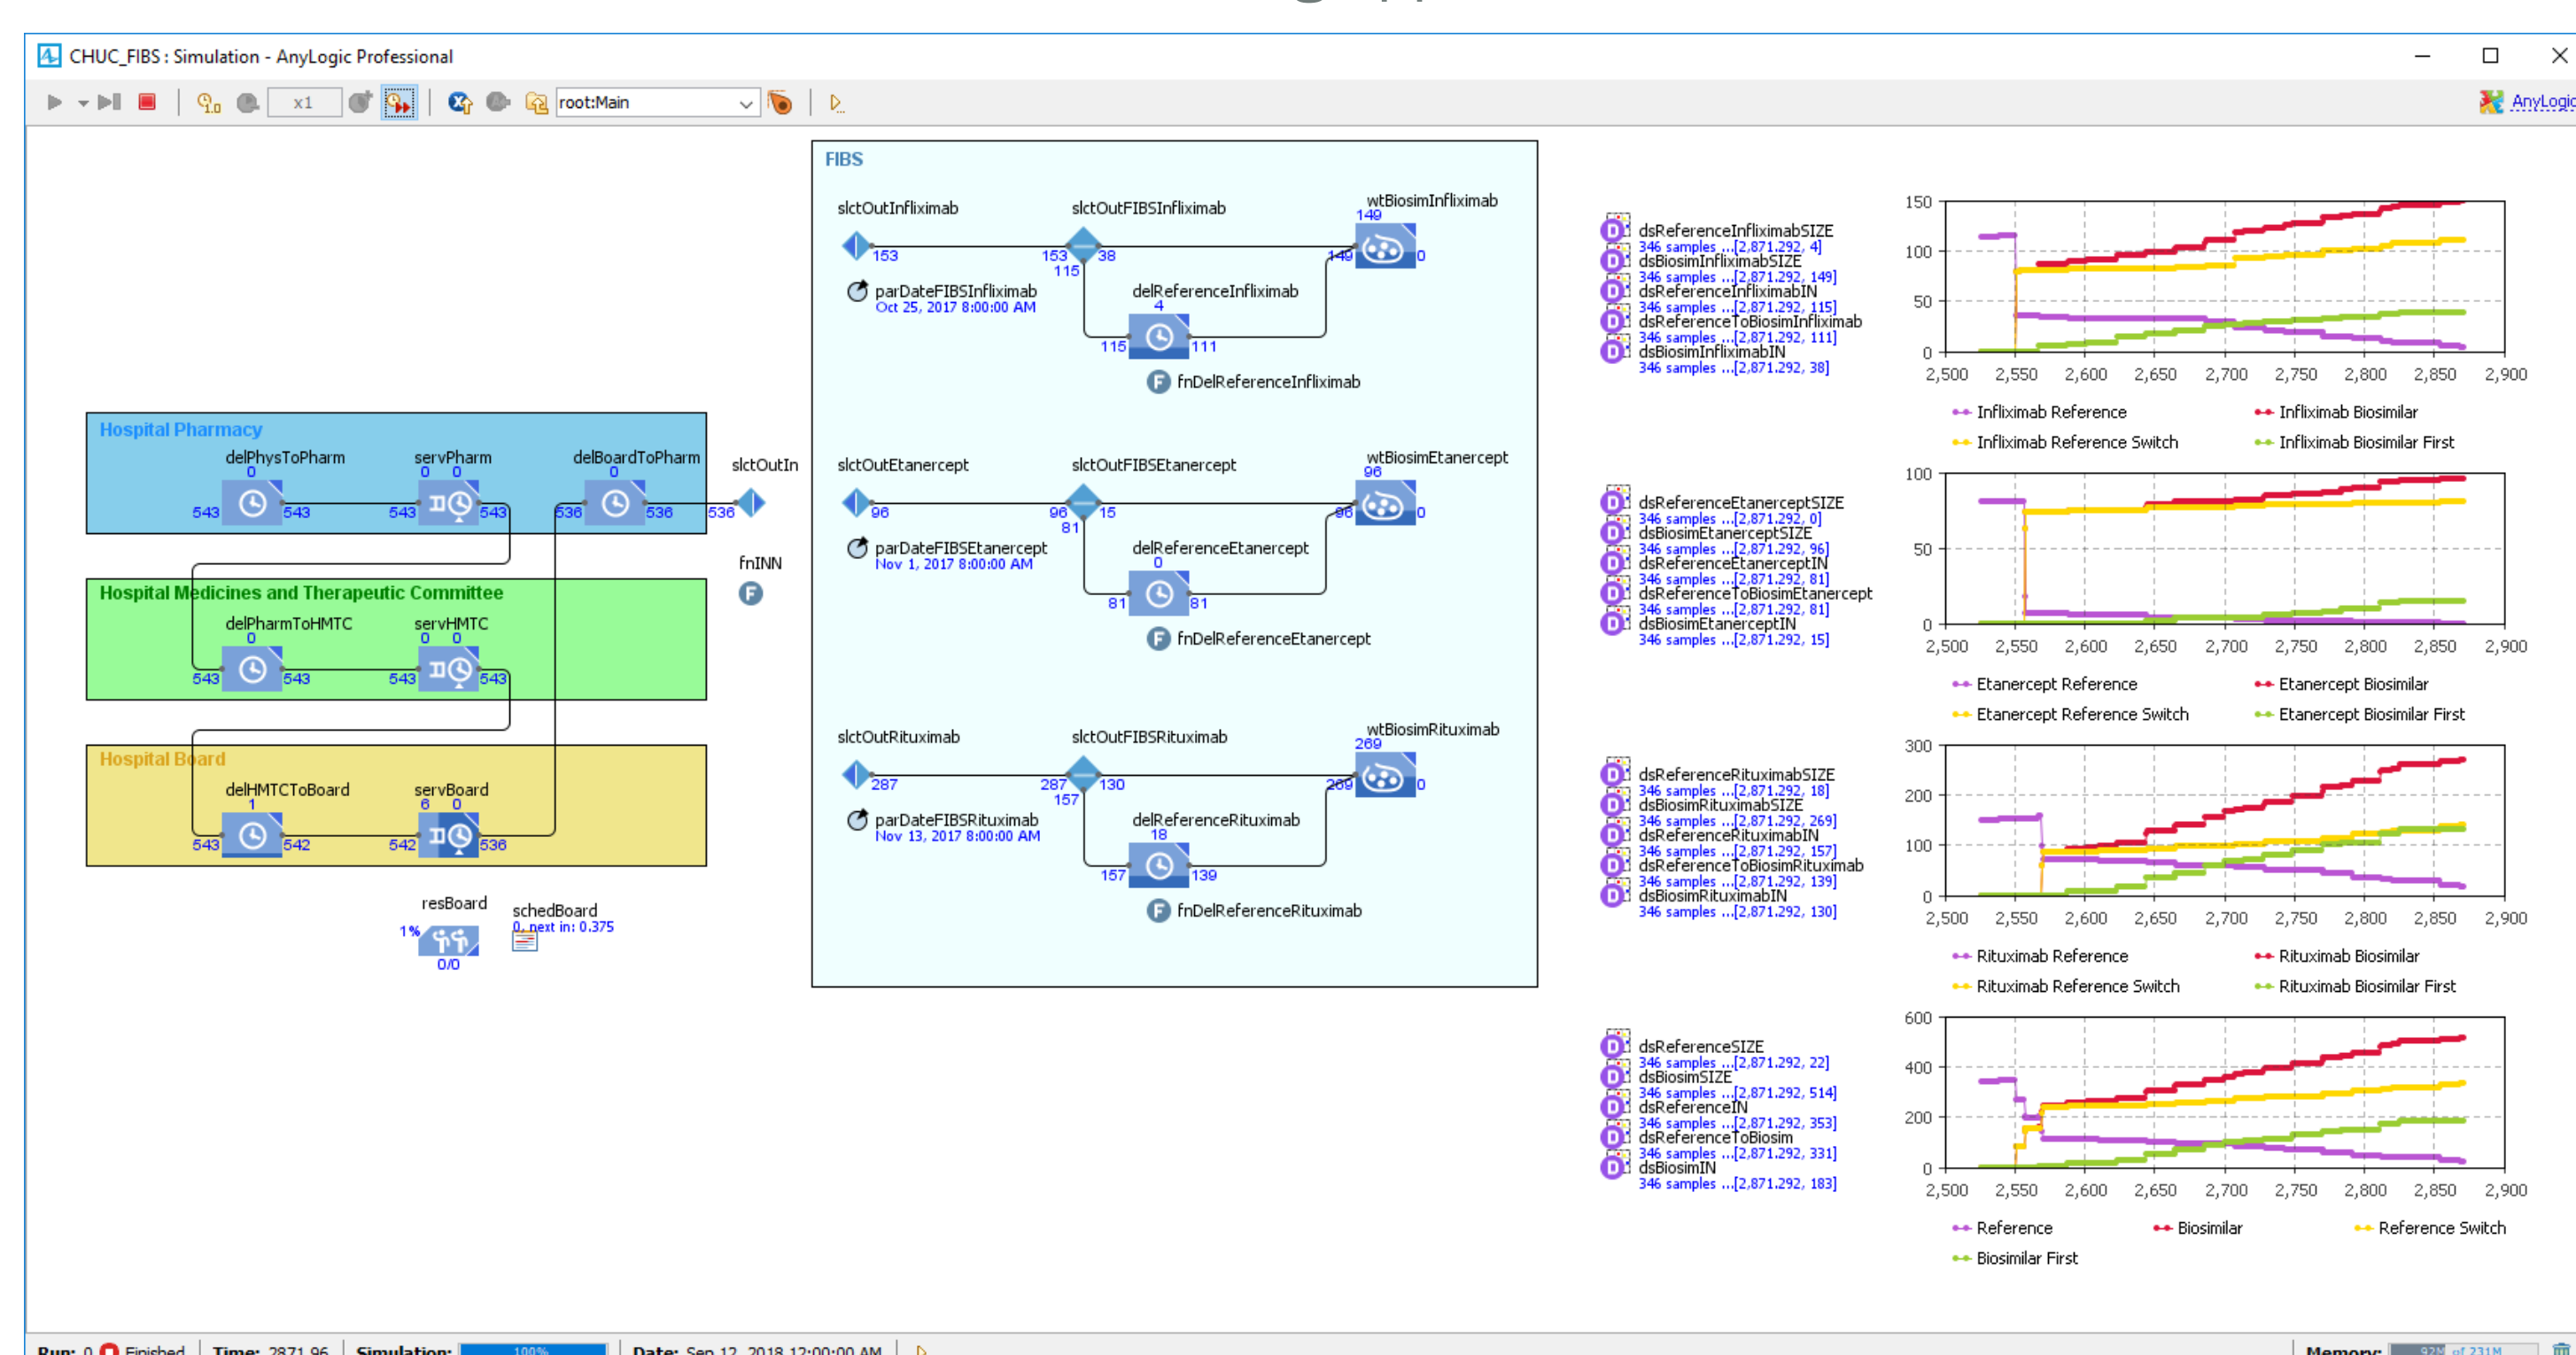 CHUC_FIBS : Simulation - AnyLogic Professional
x1
root:Main
AnyLogic
FIBS
slctOutInfliximab
slctOutFIBSInfliximab
wtBiosimInfliximab
149
153
153
38
115
149
0
parDateFIBSInfliximab
Oct 25, 2017 8:00:00 AM
delReferenceInfliximab
4
115
111
fnDelReferenceInfliximab
Hospital Pharmacy
delPhysToPharm
0
543
543
servPharm
0 0
543
543
delBoardToPharm
0
536
536
slctOutIn
536
fnINN
Hospital Medicines and Therapeutic Committee
delPharmToHMTC
0
543
543
servHMTC
0 0
543
543
Hospital Board
delHMTCToBoard
1
543
542
servBoard
6 0
542
536
resBoard
1%
0/0
schedBoard
0, next in: 0.375
slctOutEtanercept
slctOutFIBSEtanercept
wtBiosimEtanercept
96
96
96
15
81
96
0
parDateFIBSEtanercept
Nov 1, 2017 8:00:00 AM
delReferenceEtanercept
0
81
81
fnDelReferenceEtanercept
slctOutRituximab
slctOutFIBSRituximab
wtBiosimRituximab
269
287
287
130
157
269
0
parDateFIBSRituximab
Nov 13, 2017 8:00:00 AM
delReferenceRituximab
18
157
139
fnDelReferenceRituximab
dsReferenceInfliximabSIZE
346 samples ...[2,871.292, 4]
dsBiosimInfliximabSIZE
346 samples ...[2,871.292, 149]
dsReferenceInfliximabIN
346 samples ...[2,871.292, 115]
dsReferenceToBiosimInfliximab
346 samples ...[2,871.292, 111]
dsBiosimInfliximabIN
346 samples ...[2,871.292, 38]
150
100
50
0
2,500 2,550 2,600 2,650 2,700 2,750 2,800 2,850 2,900
Infliximab Reference
Infliximab Biosimilar
Infliximab Reference Switch
Infliximab Biosimilar First
dsReferenceEtanerceptSIZE
346 samples ...[2,871.292, 0]
dsBiosimEtanerceptSIZE
346 samples ...[2,871.292, 96]
dsReferenceEtanerceptIN
346 samples ...[2,871.292, 81]
dsReferenceToBiosimEtanercept
346 samples ...[2,871.292, 81]
dsBiosimEtanerceptIN
346 samples ...[2,871.292, 15]
100
50
0
2,500 2,550 2,600 2,650 2,700 2,750 2,800 2,850 2,900
Etanercept Reference
Etanercept Biosimilar
Etanercept Reference Switch
Etanercept Biosimilar First
dsReferenceRituximabSIZE
346 samples ...[2,871.292, 18]
dsBiosimRituximabSIZE
346 samples ...[2,871.292, 269]
dsReferenceRituximabIN
346 samples ...[2,871.292, 157]
dsReferenceToBiosimRituximab
346 samples ...[2,871.292, 139]
dsBiosimRituximabIN
346 samples ...[2,871.292, 130]
300
200
100
0
2,500 2,550 2,600 2,650 2,700 2,750 2,800 2,850 2,900
Rituximab Reference
Rituximab Biosimilar
Rituximab Reference Switch
Rituximab Biosimilar First
dsReferenceSIZE
346 samples ...[2,871.292, 22]
dsBiosimSIZE
346 samples ...[2,871.292, 514]
dsReferenceIN
346 samples ...[2,871.292, 353]
dsReferenceToBiosim
346 samples ...[2,871.292, 331]
dsBiosimIN
346 samples ...[2,871.292, 183]
600
400
200
0
2,500 2,550 2,600 2,650 2,700 2,750 2,800 2,850 2,900
Reference
Biosimilar
Reference Switch
Biosimilar First
Run: 0 Finished Time: 2871.96 Simulation: 100% Date: Sep 12, 2018 12:00:00 AM Memory: 92M of 231M